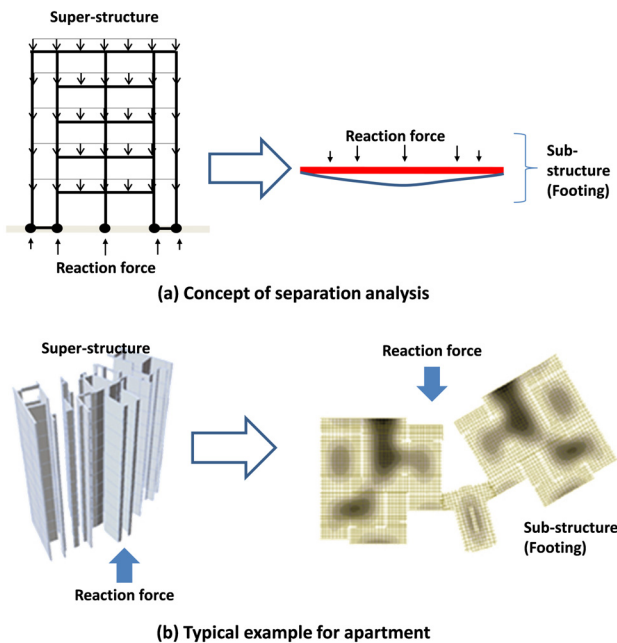 Super-structure
Reaction force
Sub-
structure
(Footing)
Reaction force
(a) Concept of separation analysis
Super-structure
Reaction force
Sub-structure
(Footing)
Reaction force
(b) Typical example for apartment